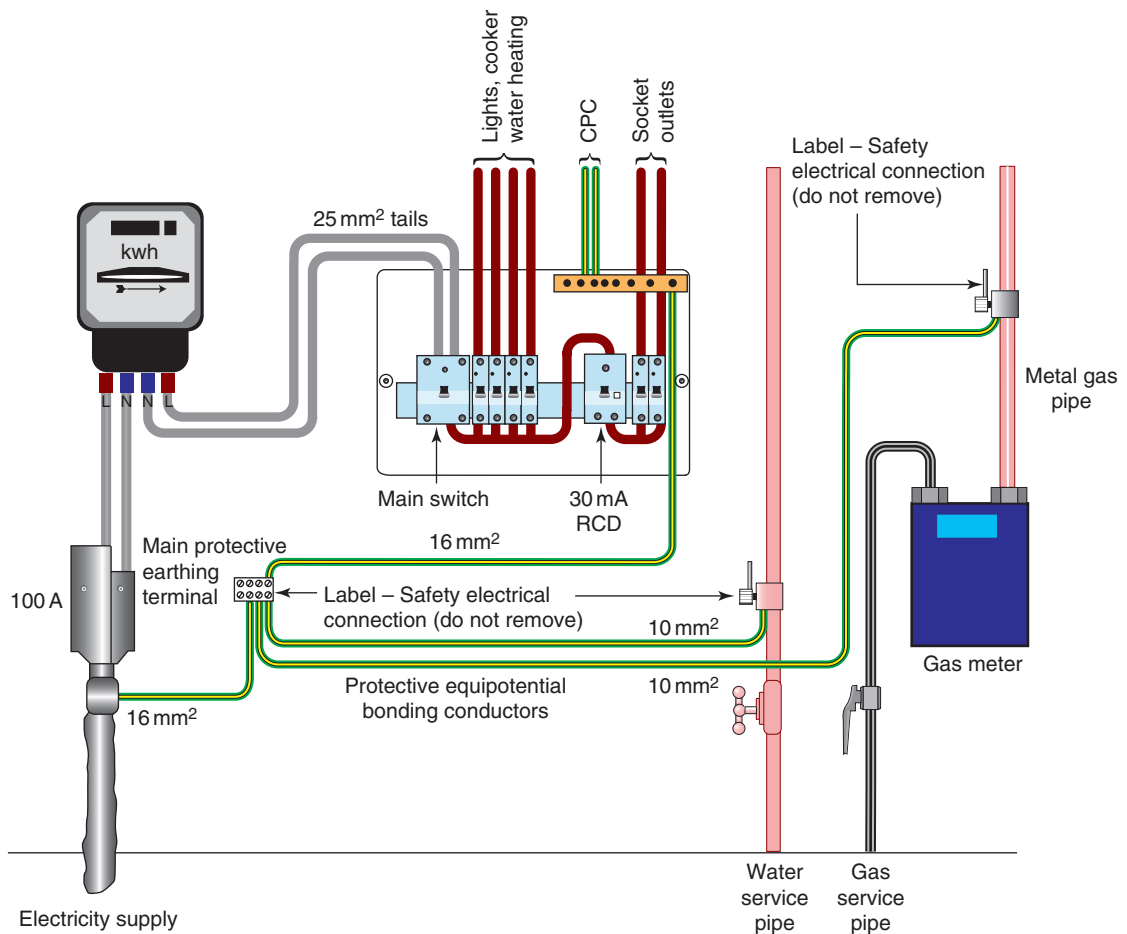 Lights, cooker
water heating
CPC
Socket
outlets
Label – Safety
electrical connection
(do not remove)
25 mm² tails
kwh
L
N
N
L
Metal gas
pipe
Main switch
30 mA
RCD
16 mm²
Main protective
earthing
terminal
100 A
Label – Safety electrical
connection (do not remove)
10 mm²
Gas meter
Protective equipotential
bonding conductors
10 mm²
16 mm²
Water
service
pipe
Gas
service
pipe
Electricity supply